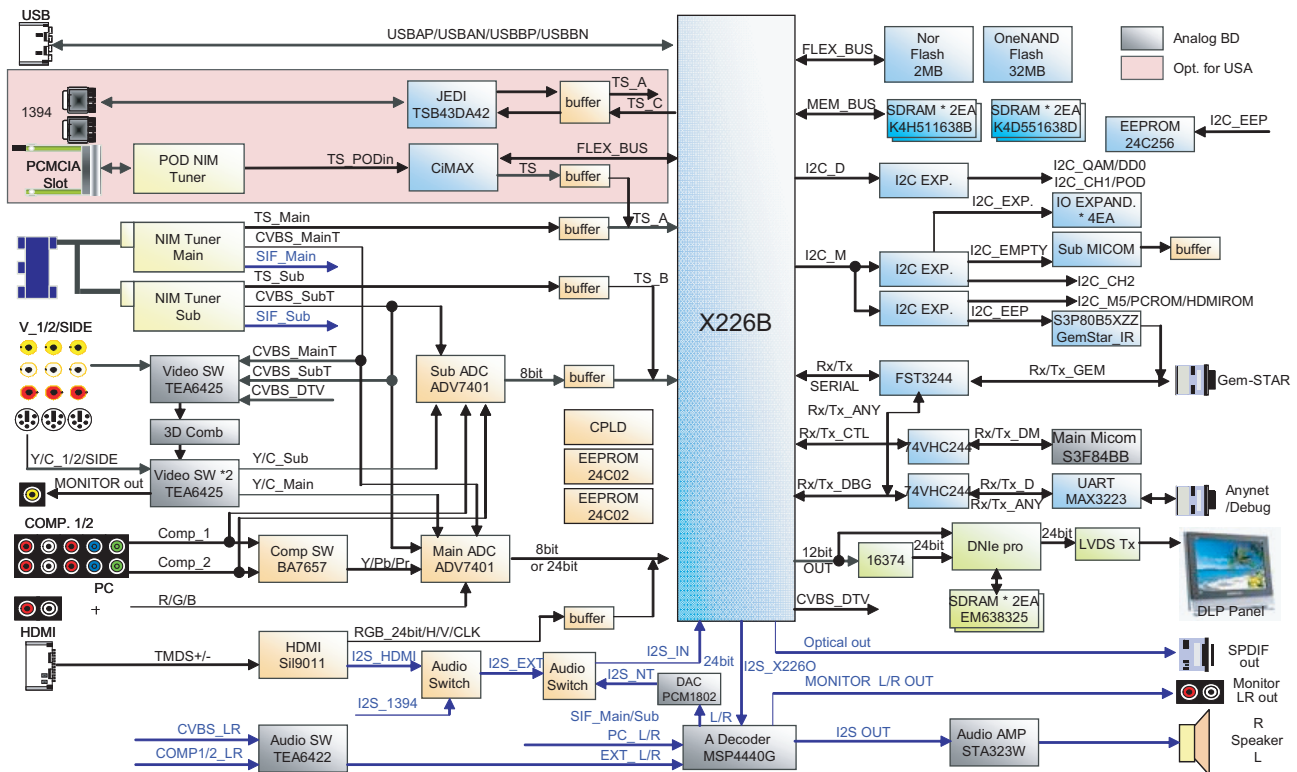 USB
USBAP/USBAN/USBBP/USBBN
1394
JEDI
TSB43DA42
buffer
TS_A
TS_C
PCMCIA
Slot
POD NIM
Tuner
TS_PODin
CiMAX
FLEX_BUS
TS
buffer
TS_A
NIM Tuner
Main
TS_Main
CVBS_MainT
SIF_Main
buffer
NIM Tuner
Sub
TS_Sub
CVBS_SubT
SIF_Sub
buffer
TS_B
V_1/2/SIDE
Video SW
TEA6425
CVBS_MainT
CVBS_SubT
CVBS_DTV
Sub ADC
ADV7401
8bit
buffer
3D Comb
Y/C_1/2/SIDE
Video SW *2
TEA6425
Y/C_Sub
Y/C_Main
MONITOR out
CPLD
EEPROM
24C02
EEPROM
24C02
COMP. 1/2
Comp_1
Comp_2
PC
Comp SW
BA7657
Y/Pb/Pr
Main ADC
ADV7401
8bit
or 24bit
+
R/G/B
HDMI
TMDS+/-
HDMI
SiI9011
RGB_24bit/H/V/CLK
buffer
I2S_HDMI
Audio
Switch
I2S_1394
I2S_EXT
Audio
Switch
I2S_IN
24bit
I2S_NT
DAC
PCM1802
L/R
I2S_X226O
CVBS_LR
COMP1/2_LR
Audio SW
TEA6422
SIF_Main/Sub
PC_ L/R
EXT_ L/R
A Decoder
MSP4440G
I2S OUT
Audio AMP
STA323W
R
Speaker
L
X226B
FLEX_BUS
Nor
Flash
2MB
OneNAND
Flash
32MB
Analog BD
Opt. for USA
MEM_BUS
SDRAM * 2EA
K4H511638B
SDRAM * 2EA
K4D551638D
EEPROM
24C256
I2C_EEP
I2C_D
I2C EXP.
I2C_QAM/DD0
I2C_CH1/POD
I2C_EXP.
IO EXPAND.
* 4EA
I2C_M
I2C EXP.
I2C_EMPTY
Sub MICOM
buffer
I2C_CH2
I2C EXP.
I2C_M5/PCROM/HDMIROM
I2C_EEP
S3P80B5XZZ
GemStar_IR
Rx/Tx
SERIAL
FST3244
Rx/Tx_GEM
Gem-STAR
Rx/Tx_ANY
Rx/Tx_CTL
74VHC244
Rx/Tx_DM
Main Micom
S3F84BB
Rx/Tx_DBG
74VHC244
Rx/Tx_D
Rx/Tx_ANY
UART
MAX3223
Anynet
/Debug
12bit
OUT
16374
24bit
DNIe pro
24bit
LVDS Tx
DLP Panel
SDRAM * 2EA
EM638325
CVBS_DTV
Optical out
SPDIF
out
MONITOR L/R OUT
Monitor
LR out